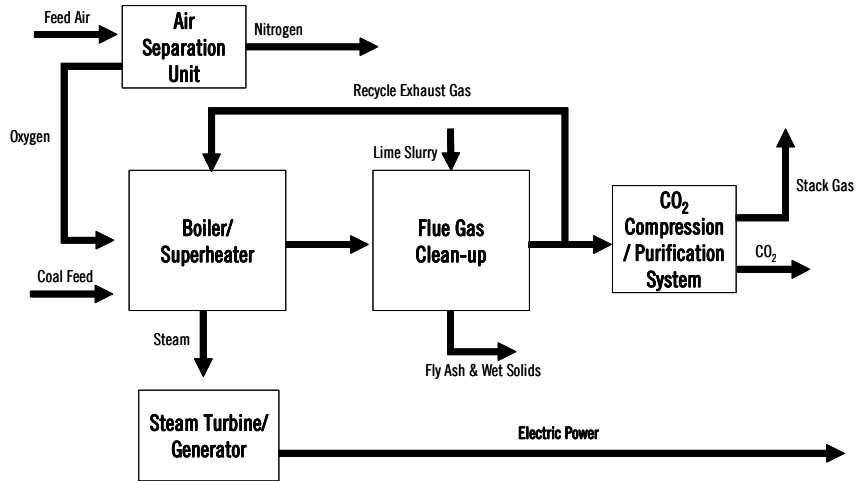 Feed Air
Air
Separation
Unit
Nitrogen
Recycle Exhaust Gas
Oxygen
Lime Slurry
Stack Gas
Boiler/
Superheater
Flue Gas
Clean-up
CO₂
Compression
/ Purification
System
CO₂
Coal Feed
Steam
Fly Ash & Wet Solids
Steam Turbine/
Generator
Electric Power